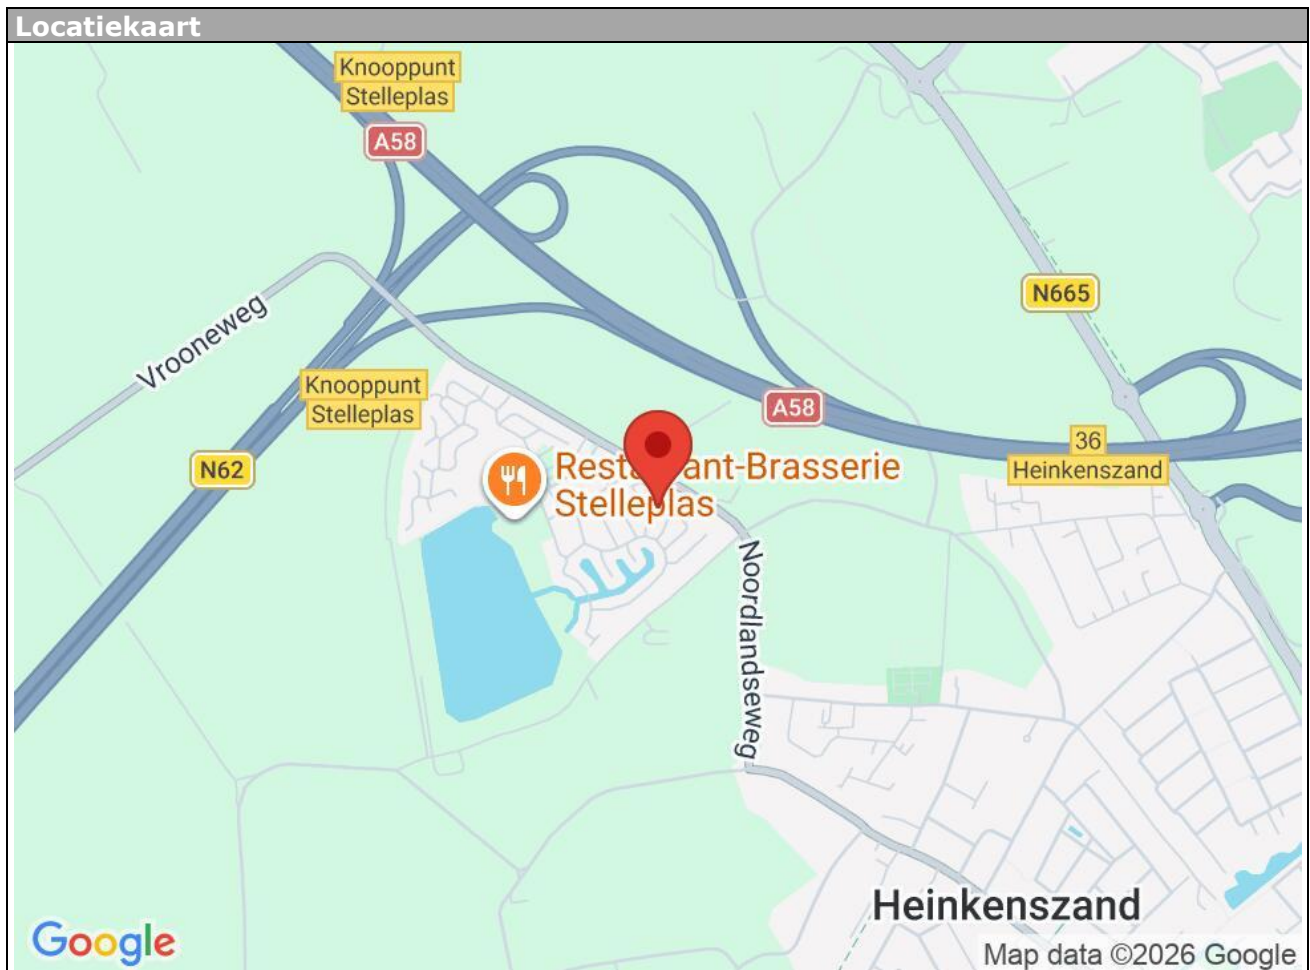 Locatiekaart
Knooppunt
Stelleplas
A58
Vrooneweg
N665
Knooppunt
Stelleplas
A58
N62
36
Heinkenszand
Restaurant-Brasserie
Stelleplas
Noordlandseweg
Heinkenszand
Google
Map data ©2026 Google